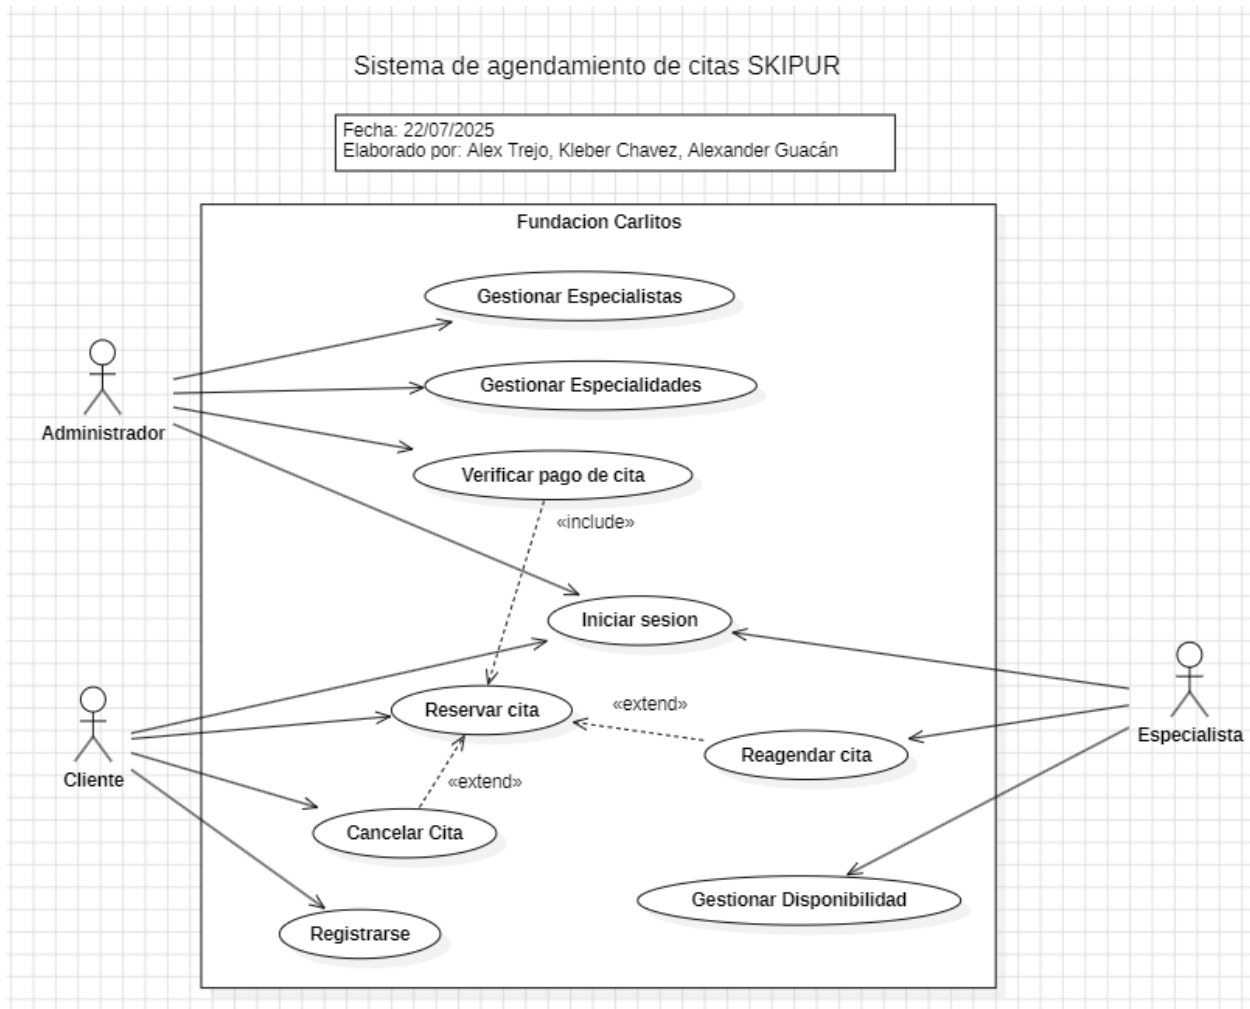 Sistema de agendamiento de citas SKIPUR
Fecha: 22/07/2025
Elaborado por: Alex Trejo, Kleber Chavez, Alexander Guacán
Fundacion Carlitos
Gestionar Especialistas
Gestionar Especialidades
Administrador
Verificar pago de cita
«include»
Iniciar sesion
Reservar cita
«extend»
Especialista
Reagendar cita
Cliente
«extend»
Cancelar Cita
Gestionar Disponibilidad
Registrarse